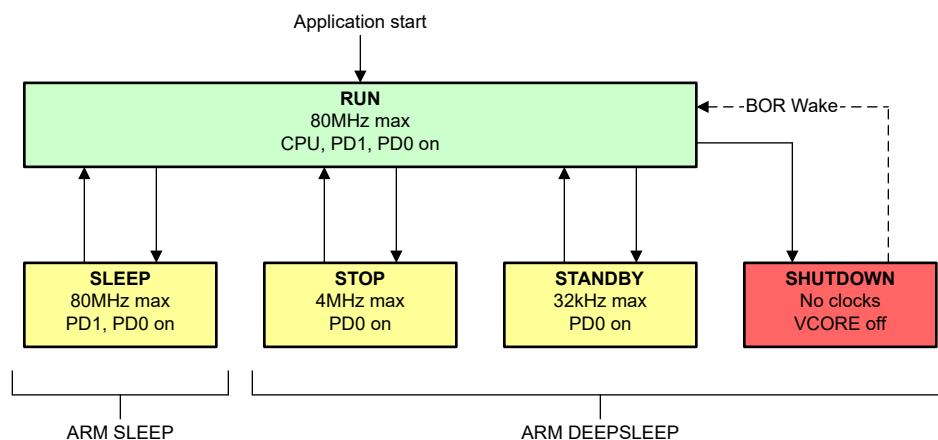 Application start
RUN
80MHz max
CPU, PD1, PD0 on
BOR Wake
SLEEP
80MHz max
PD1, PD0 on
STOP
4MHz max
PD0 on
STANDBY
32kHz max
PD0 on
SHUTDOWN
No clocks
VCORE off
ARM SLEEP
ARM DEEPSLEEP